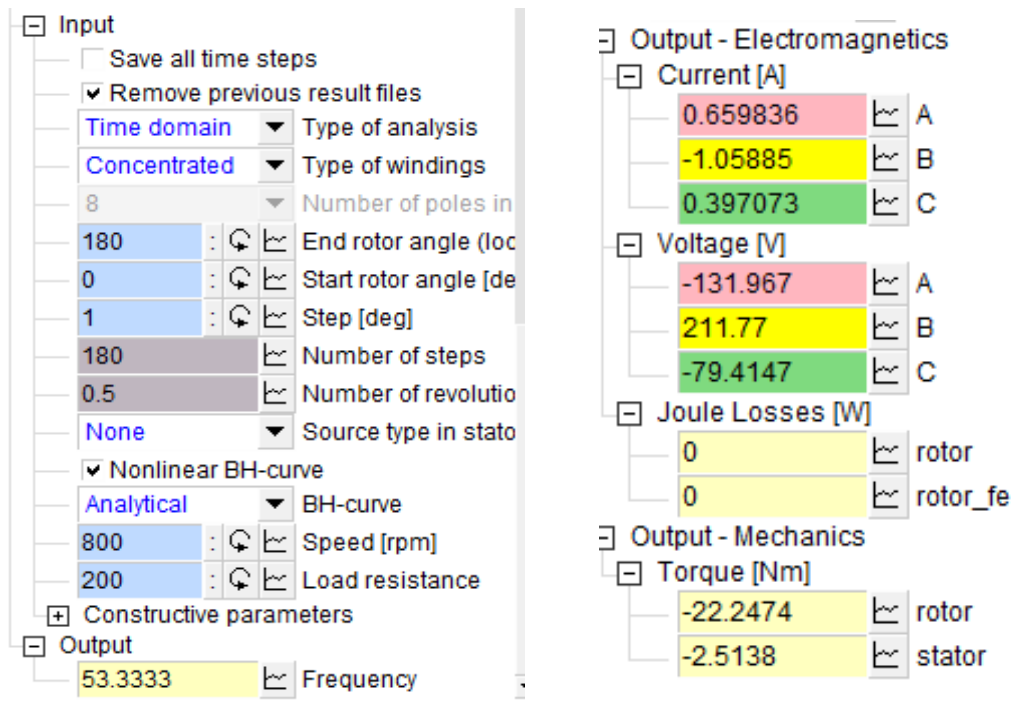 Input
Save all time steps
Remove previous result files
Time domain Type of analysis
Concentrated Type of windings
8 Number of poles in
180 : End rotor angle (loc
0 : Start rotor angle [de
1 : Step [deg]
180 Number of steps
0.5 Number of revolutio
None Source type in stato
Nonlinear BH-curve
Analytical BH-curve
800 : Speed [rpm]
200 : Load resistance
Constructive parameters
Output
53.3333 Frequency
Output - Electromagnetics
Current [A]
0.659836 A
-1.05885 B
0.397073 C
Voltage [V]
-131.967 A
211.77 B
-79.4147 C
Joule Losses [W]
0 rotor
0 rotor_fe
Output - Mechanics
Torque [Nm]
-22.2474 rotor
-2.5138 stator